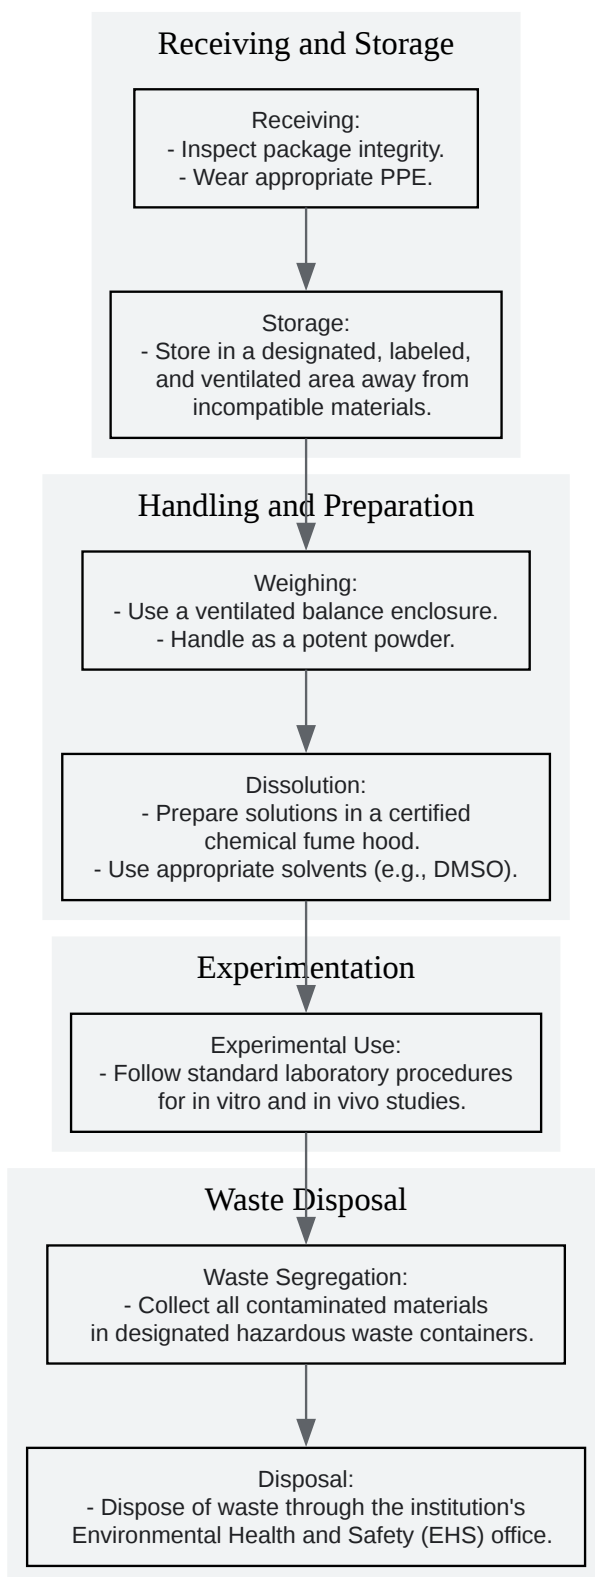 Receiving and Storage
Receiving:
- Inspect package integrity.
- Wear appropriate PPE.
Storage:
- Store in a designated, labeled,
and ventilated area away from
incompatible materials.
Handling and Preparation
Weighing:
- Use a ventilated balance enclosure.
- Handle as a potent powder.
Dissolution:
- Prepare solutions in a certified
chemical fume hood.
- Use appropriate solvents (e.g., DMSO).
Experimentation
Experimental Use:
- Follow standard laboratory procedures
for in vitro and in vivo studies.
Waste Disposal
Waste Segregation:
- Collect all contaminated materials
in designated hazardous waste containers.
Disposal:
- Dispose of waste through the institution's
Environmental Health and Safety (EHS) office.